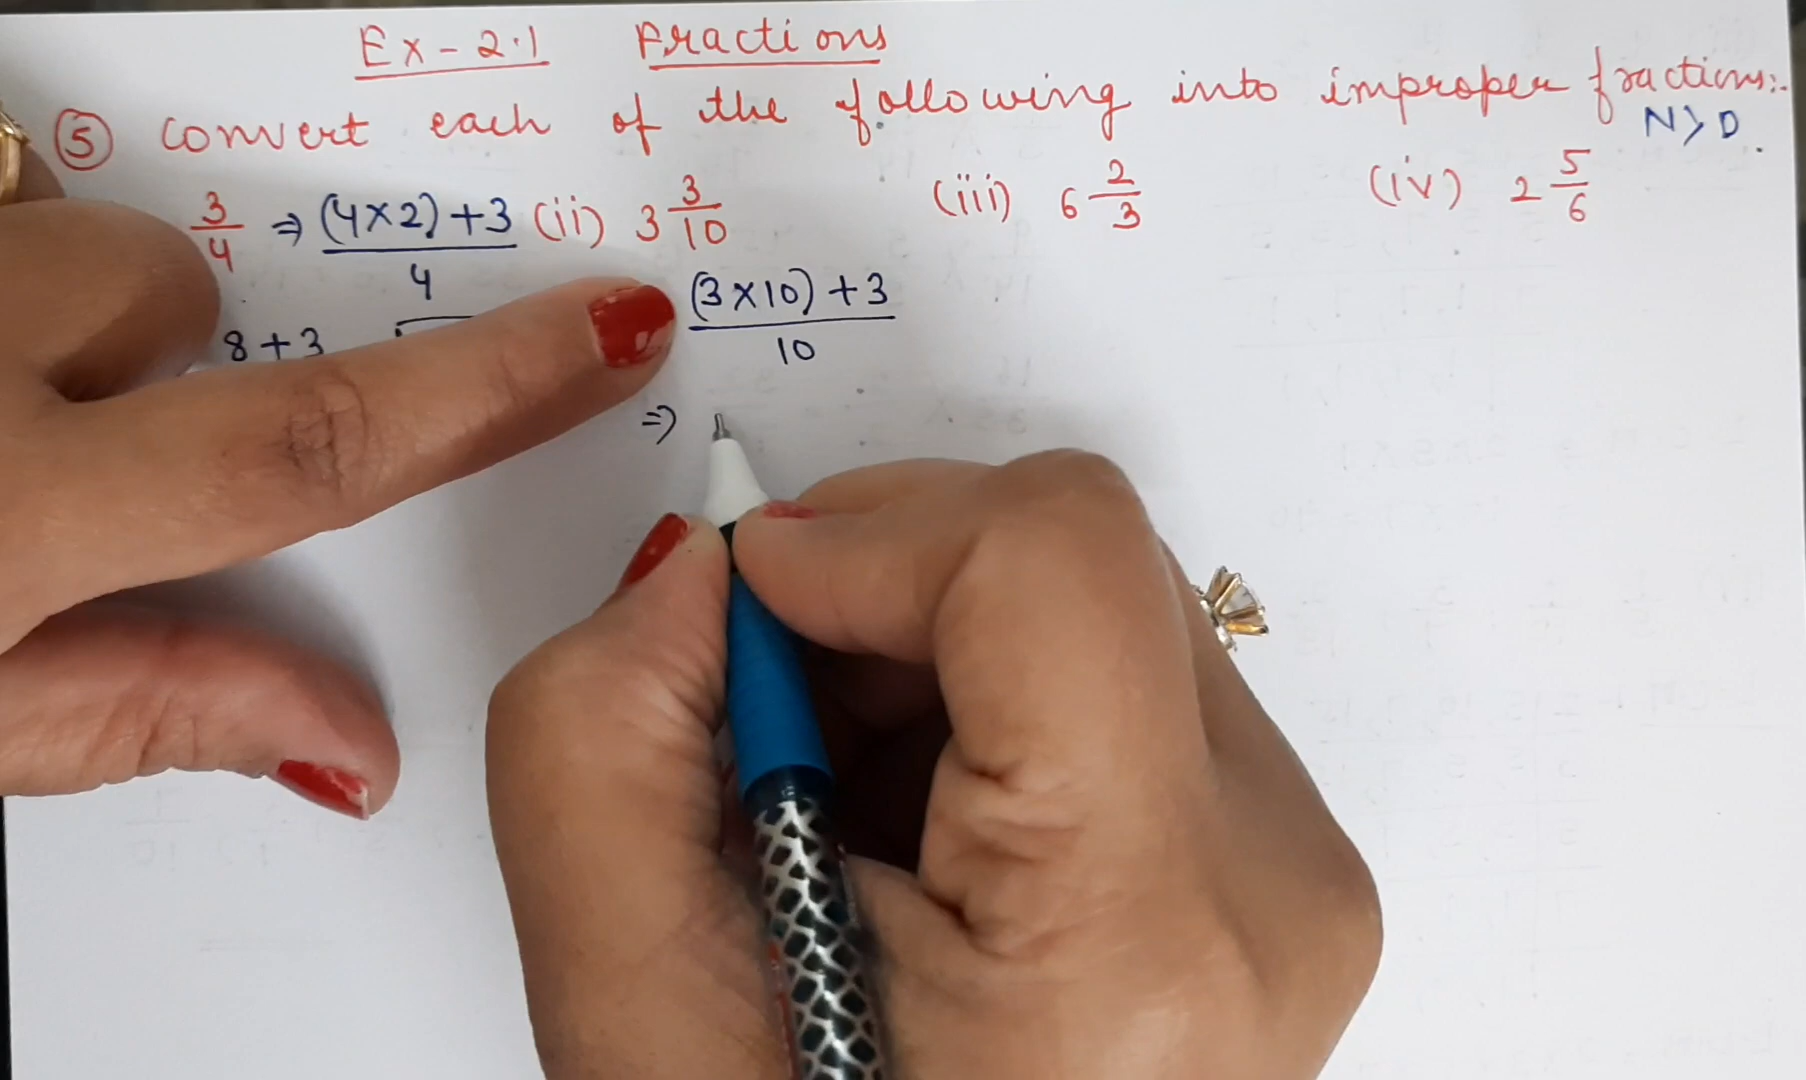 Ex-2.1 Fractions
⑤ Convert each of the following into improper fractions:-
N>D
3/4 ⇒ (4×2)+3/4 (ii) 3 3/10 (iii) 6 2/3 (iv) 2 5/6
8+3
(3×10)+3/10
⇒